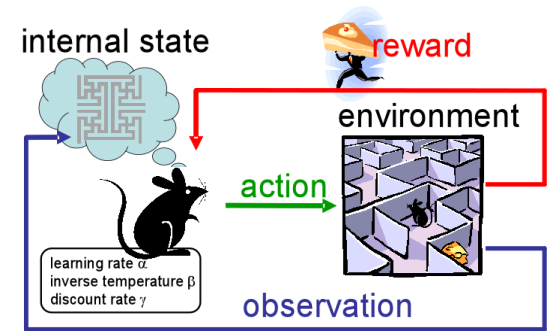 internal state
reward
environment
action
learning rate α
inverse temperature β
discount rate γ
observation